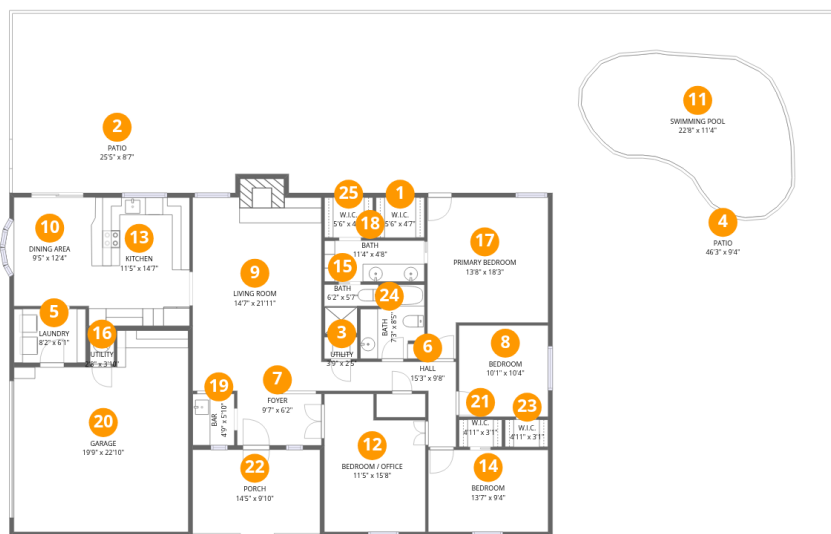 11
SWIMMING POOL
22'8" x 11'4"
2
PATIO
25'5" x 8'7"
25
W.I.C.
1
W.I.C.
5'6" x 4'7"
4
PATIO
46'3" x 9'4"
10
DINING AREA
9'5" x 12'4"
13
KITCHEN
11'5" x 14'7"
18
BATH
11'4" x 4'8"
17
PRIMARY BEDROOM
13'8" x 18'3"
9
LIVING ROOM
14'7" x 21'11"
15
BATH
6'2" x 5'7"
24
BATH
7'3" x 8'5"
5
LAUNDRY
8'2" x 6'1"
16
UTILITY
3
UTILITY
3'9" x 2'5"
6
HALL
15'3" x 9'8"
8
BEDROOM
10'1" x 10'4"
19
BAR
4'9" x 5'10"
7
FOYER
9'7" x 6'2"
21
W.I.C.
4'11" x 3'1"
23
W.I.C.
4'11" x 3'1"
20
GARAGE
19'9" x 22'10"
12
BEDROOM / OFFICE
11'5" x 15'8"
22
PORCH
14'5" x 9'10"
14
BEDROOM
13'7" x 9'4"